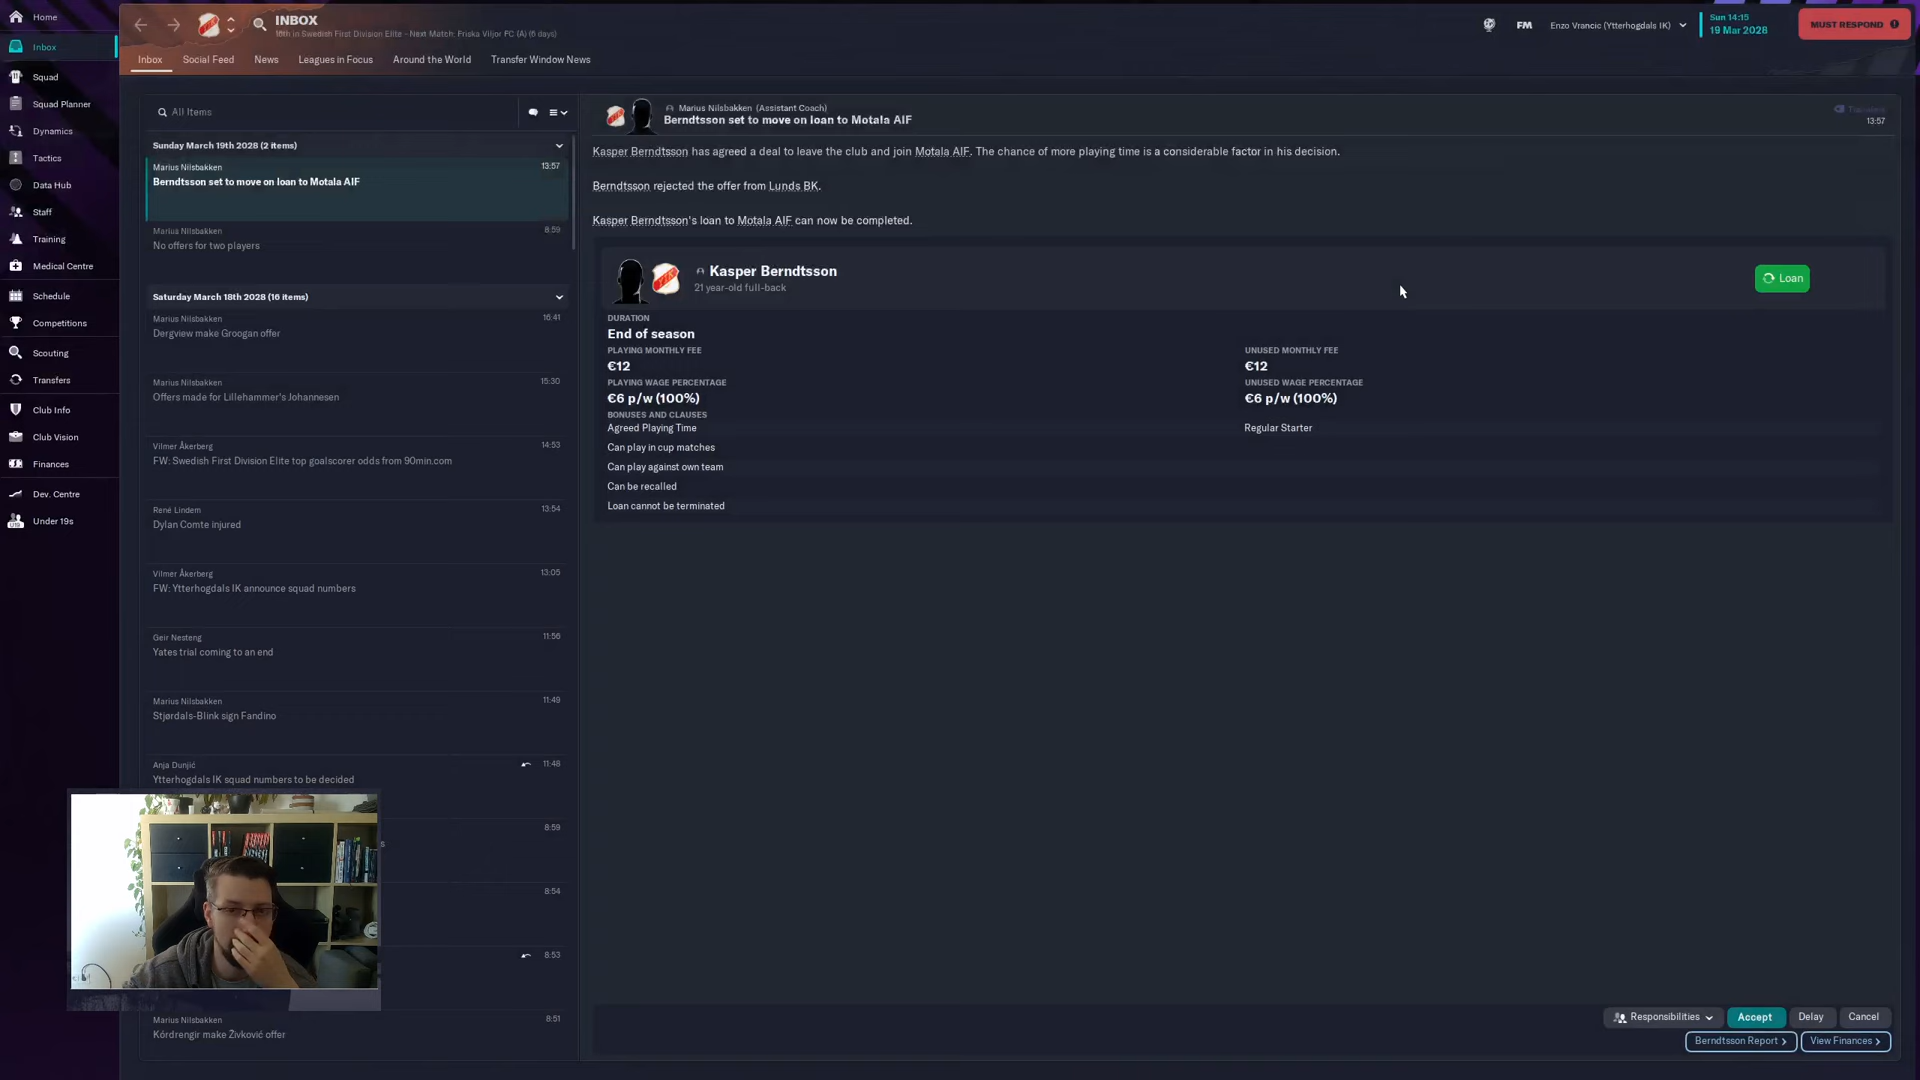 Home
Inbox
Squad
Squad Planner
Dynamics
Tactics
Data Hub
Staff
Training
Medical Centre
Schedule
Competitions
Scouting
Transfers
Club Info
Club Vision
Finances
Dev. Centre
Under 19s
INBOX
16th in Swedish First Division Elite - Next Match: Friska Viljor FC (A) (6 days)
FM
Enzo Vrancic (Ytterhogdals IK)
Sun 14:15
19 Mar 2028
MUST RESPOND
Inbox
Social Feed
News
Leagues in Focus
Around the World
Transfer Window News
All Items
Sunday March 19th 2028 (2 items)
Marius Nilsbakken
13:57
Berndtsson set to move on loan to Motala AIF
Marius Nilsbakken
8:59
No offers for two players
Saturday March 18th 2028 (16 items)
Marius Nilsbakken
16:41
Dergview make Groogan offer
Marius Nilsbakken
15:30
Offers made for Lillehammer's Johannesen
Vilmer Åkerberg
14:53
FW: Swedish First Division Elite top goalscorer odds from 90min.com
René Lindem
13:54
Dylan Comte injured
Vilmer Åkerberg
13:05
FW: Ytterhogdals IK announce squad numbers
Geir Nesteng
11:56
Yates trial coming to an end
Marius Nilsbakken
11:49
Stjørdals-Blink sign Fandino
Anja Dunjić
11:48
Ytterhogdals IK squad numbers to be decided
8:59
8:54
8:53
Marius Nilsbakken
8:51
Kórdrengir make Živković offer
Marius Nilsbakken (Assistant Coach)
Berndtsson set to move on loan to Motala AIF
Transfers
13:57
Kasper Berndtsson has agreed a deal to leave the club and join Motala AIF. The chance of more playing time is a considerable factor in his decision.
Berndtsson rejected the offer from Lunds BK.
Kasper Berndtsson's loan to Motala AIF can now be completed.
Kasper Berndtsson
21 year-old full-back
Loan
DURATION
End of season
PLAYING MONTHLY FEE
€12
UNUSED MONTHLY FEE
€12
PLAYING WAGE PERCENTAGE
€6 p/w (100%)
UNUSED WAGE PERCENTAGE
€6 p/w (100%)
BONUSES AND CLAUSES
Agreed Playing Time
Regular Starter
Can play in cup matches
Can play against own team
Can be recalled
Loan cannot be terminated
Responsibilities
Accept
Delay
Cancel
Berndtsson Report
View Finances